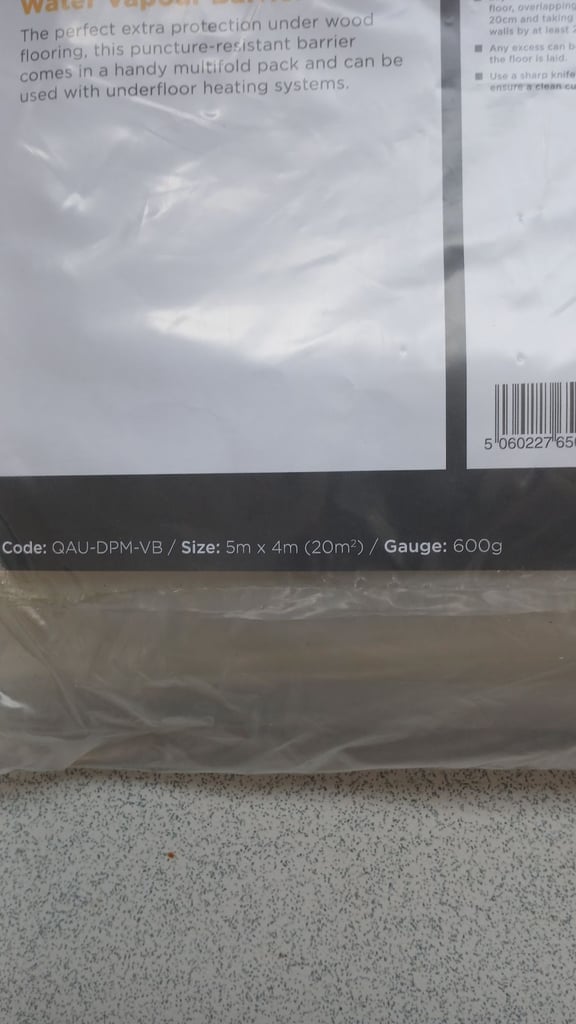 Water Vapour
The perfect extra protection under wood
flooring, this puncture-resistant barrier
comes in a handy multifold pack and can be
used with underfloor heating systems.
floor, overlapping
20cm and taking
walls by at least
Any excess can b
the floor is laid.
Use a sharp knife
ensure a clean cu
5 060227 656
Code: QAU-DPM-VB / Size: 5m x 4m (20m²) / Gauge: 600g